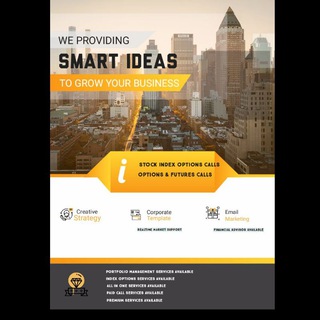 WE PROVIDING
SMART IDEAS
TO GROW YOUR BUSINESS
i
STOCK INDEX OPTIONS CALLS
OPTIONS & FUTURES CALLS
Creative
Strategy
Corporate
Template
REALTIME MARKET SUPPORT
Email
Marketing
FINANCIAL ADVISOR AVAILABLE
PORTFOLIO MANAGEMENT SERVICES AVAILABLE
INDEX OPTIONS SERVICES AVAILABLE
ALL IN ONE SERVICES AVAILABLE
PAID CALL SERVICES AVAILABLE
PREMIUM SERVICES AVAILABLE